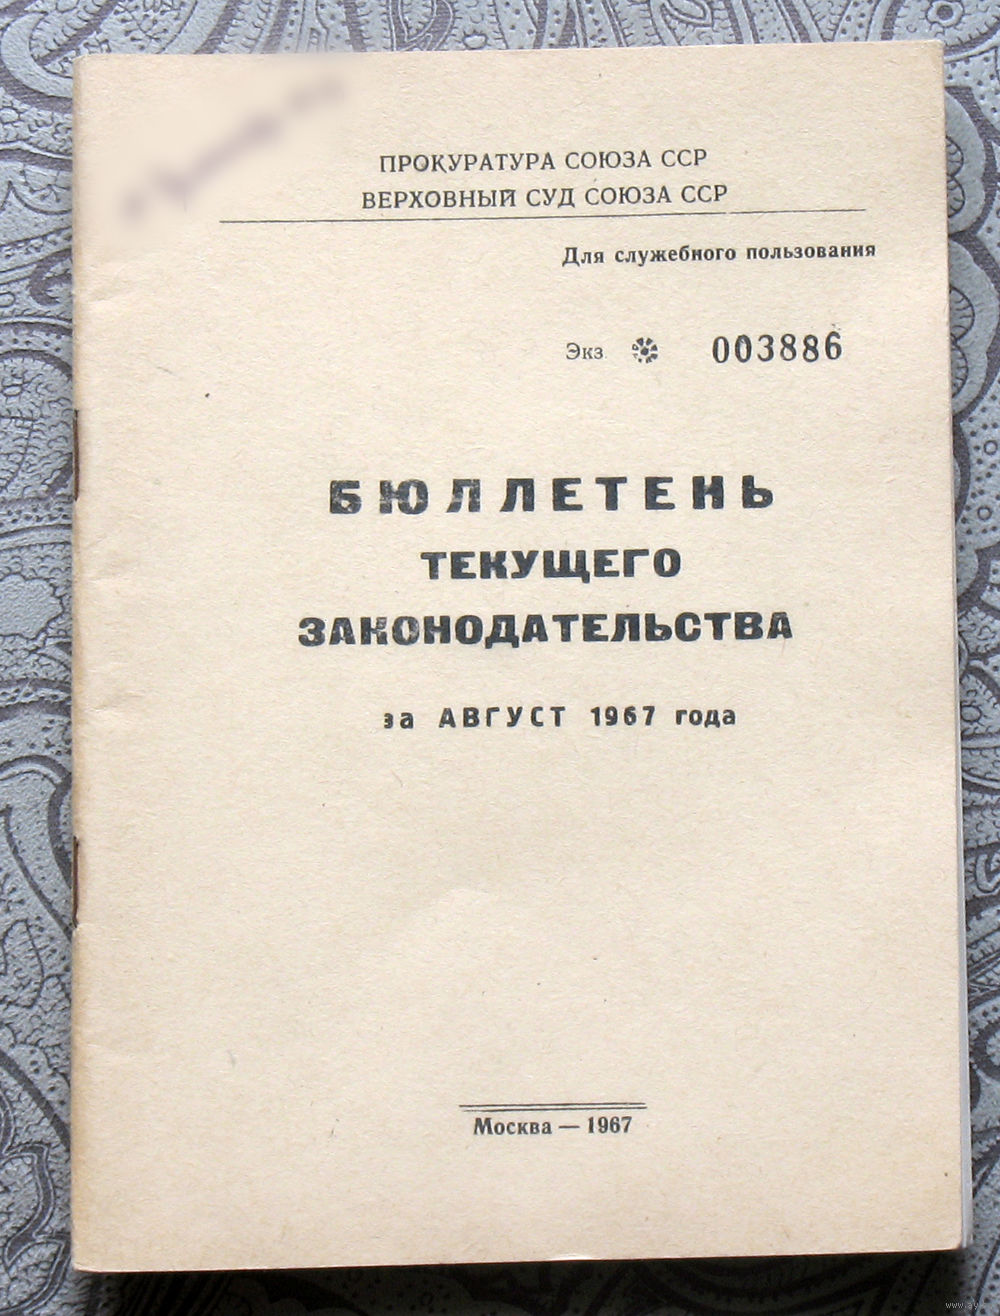 ПРОКУРАТУРА СОЮЗА ССР
ВЕРХОВНЫЙ СУД СОЮЗА ССР
Для служебного пользования
Экз 003886
БЮЛЛЕТЕНЬ
ТЕКУЩЕГО
ЗАКОНОДАТЕЛЬСТВА
за АВГУСТ 1967 года
Москва — 1967